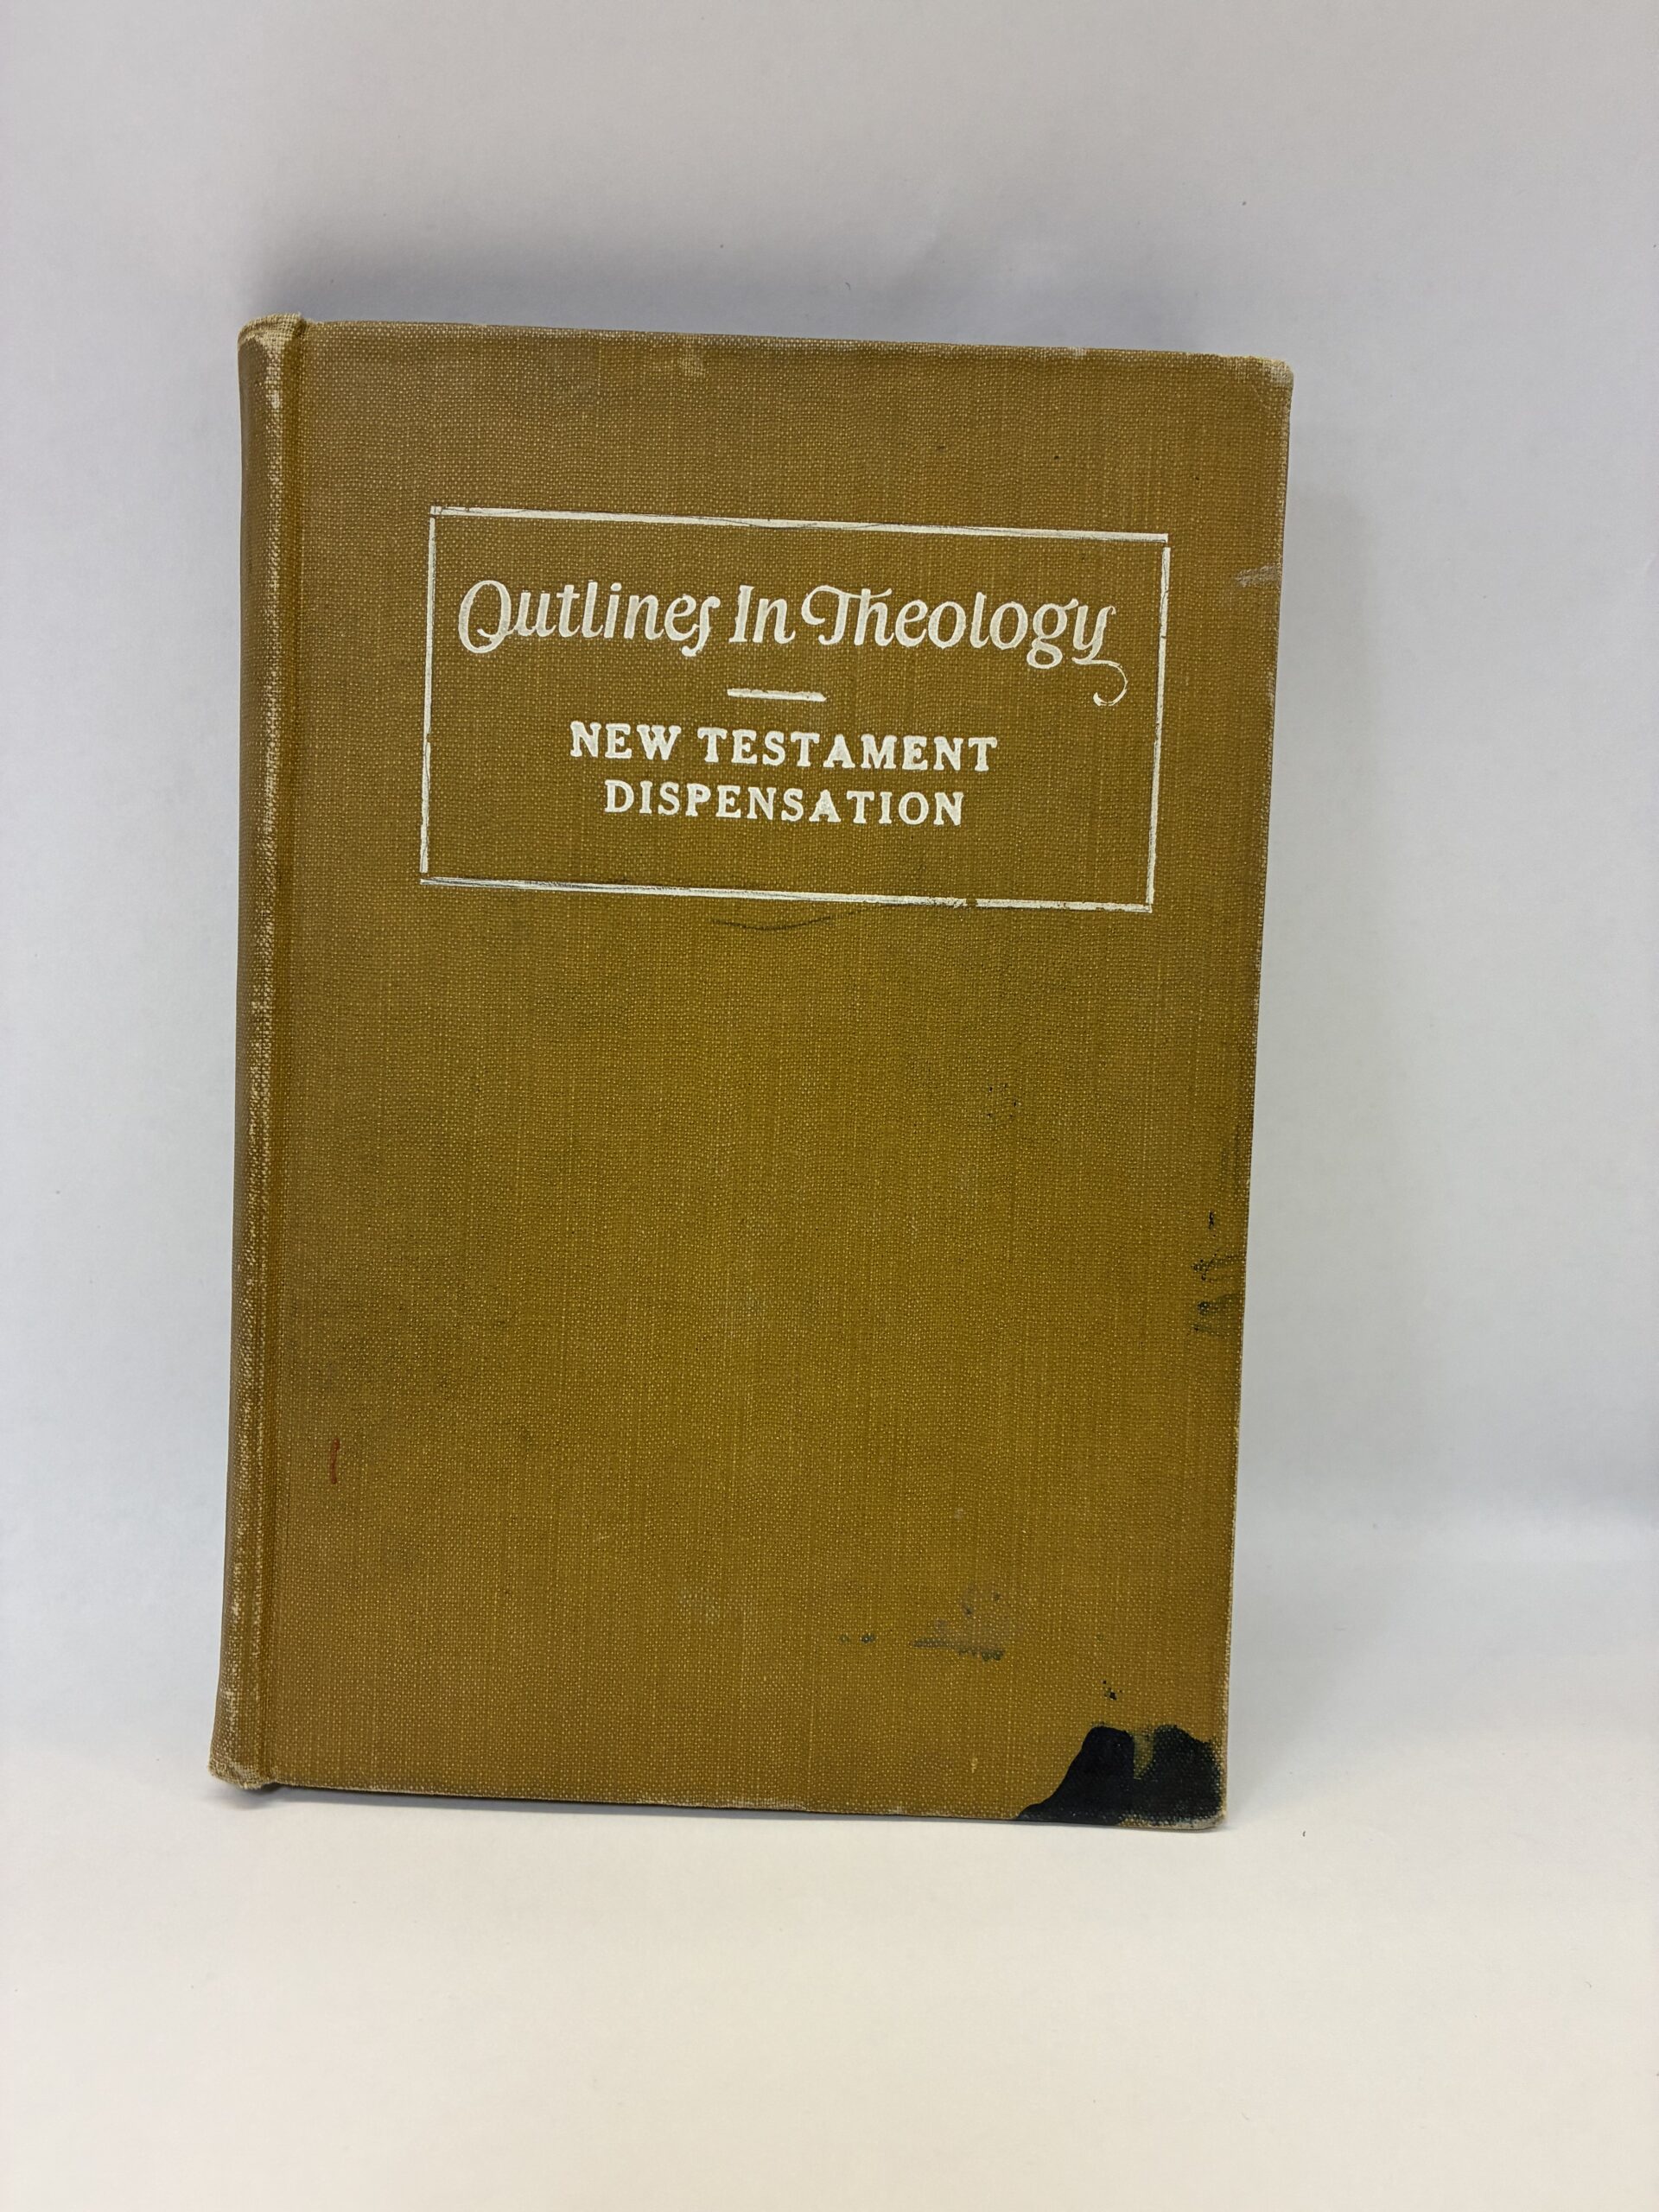 Outlines In Theology
NEW TESTAMENT
DISPENSATION